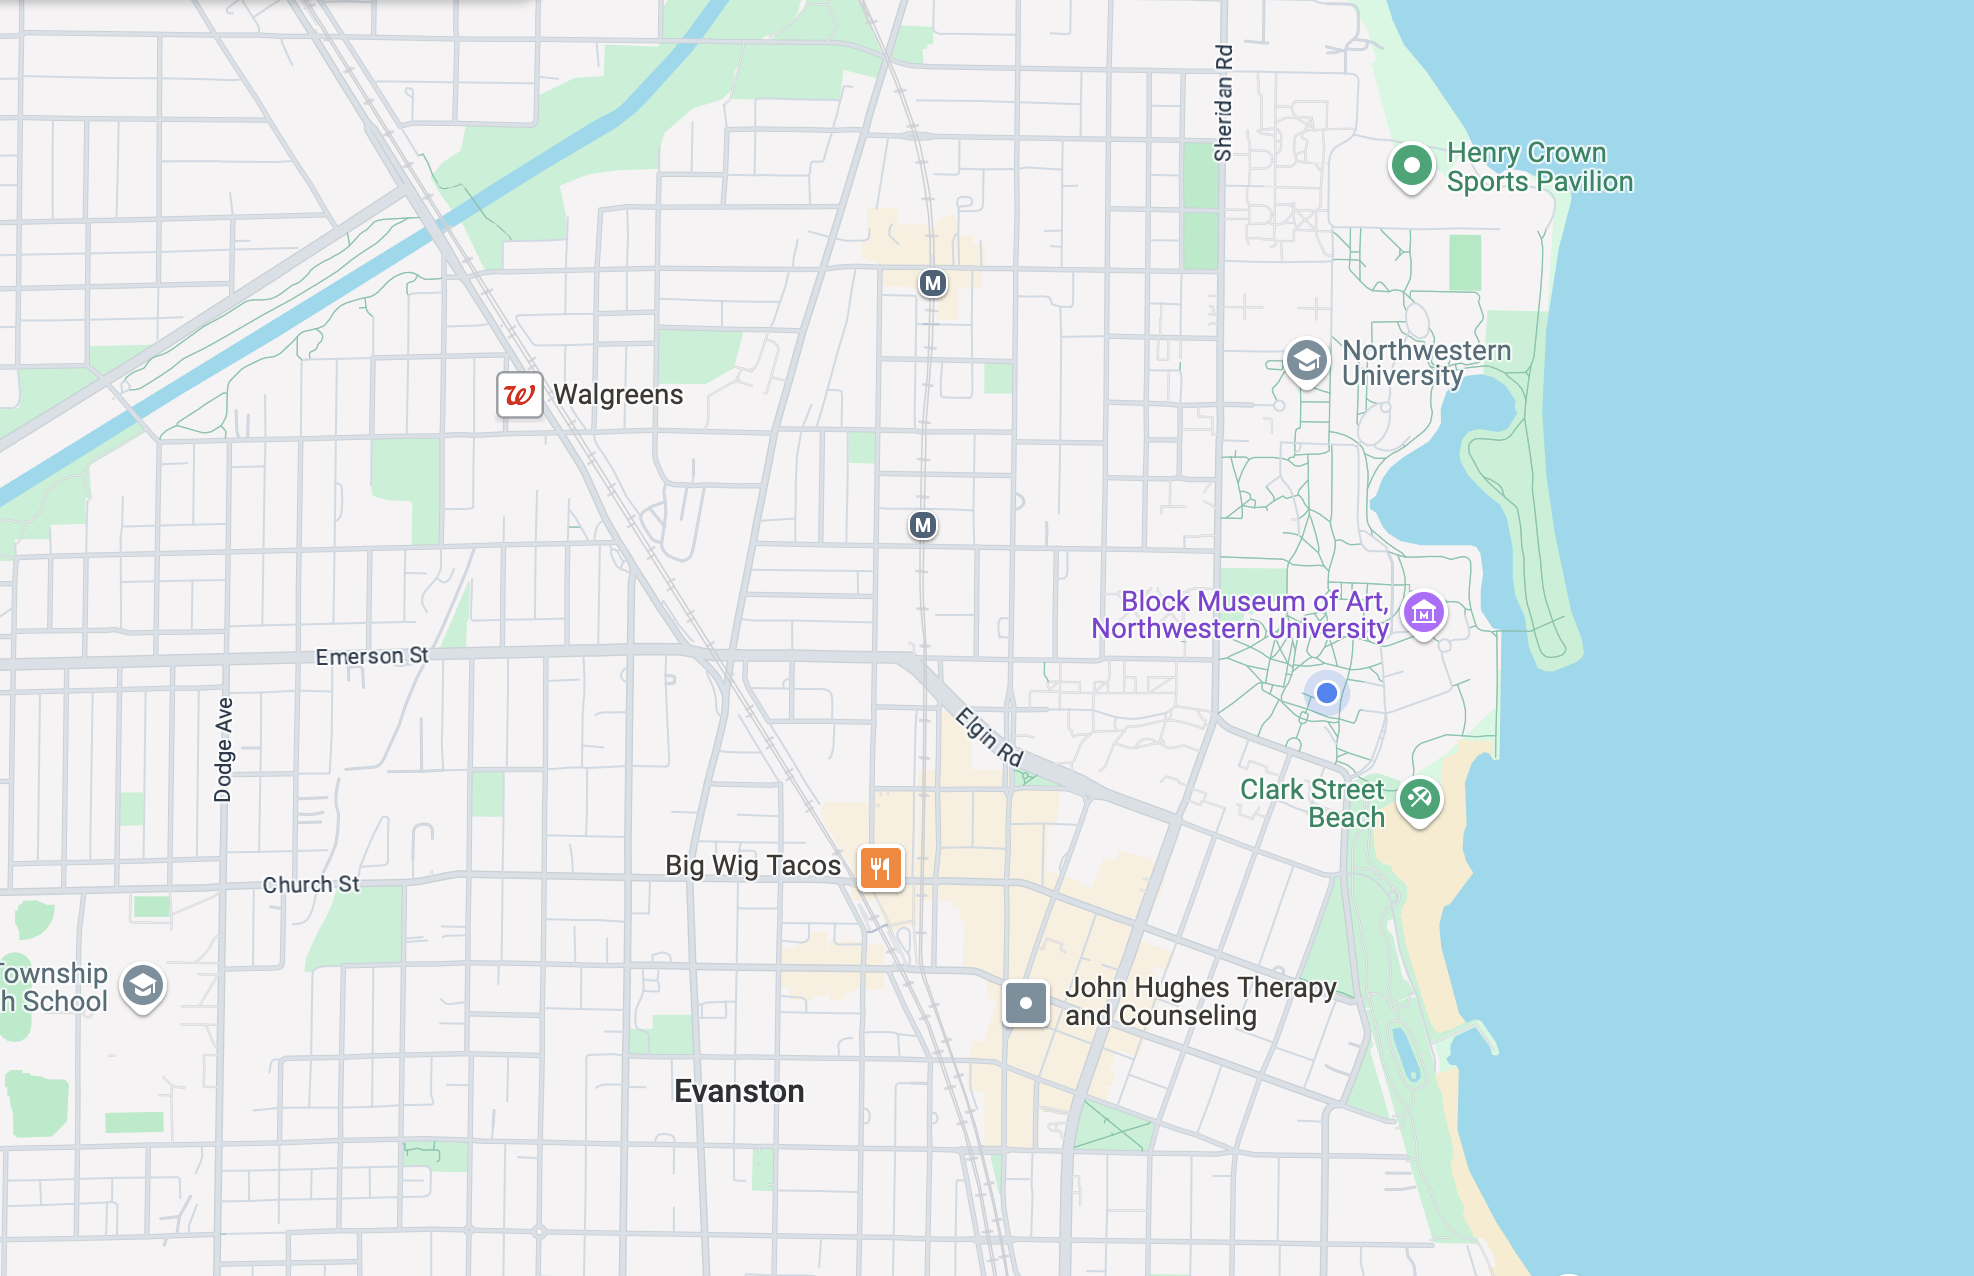 Sheridan Rd
Henry Crown
Sports Pavilion
M
Northwestern
University
Walgreens
M
Block Museum of Art,
Northwestern University
Emerson St
Dodge Ave
Elgin Rd
Clark Street
Beach
Big Wig Tacos
Church St
Township
h School
John Hughes Therapy
and Counseling
Evanston